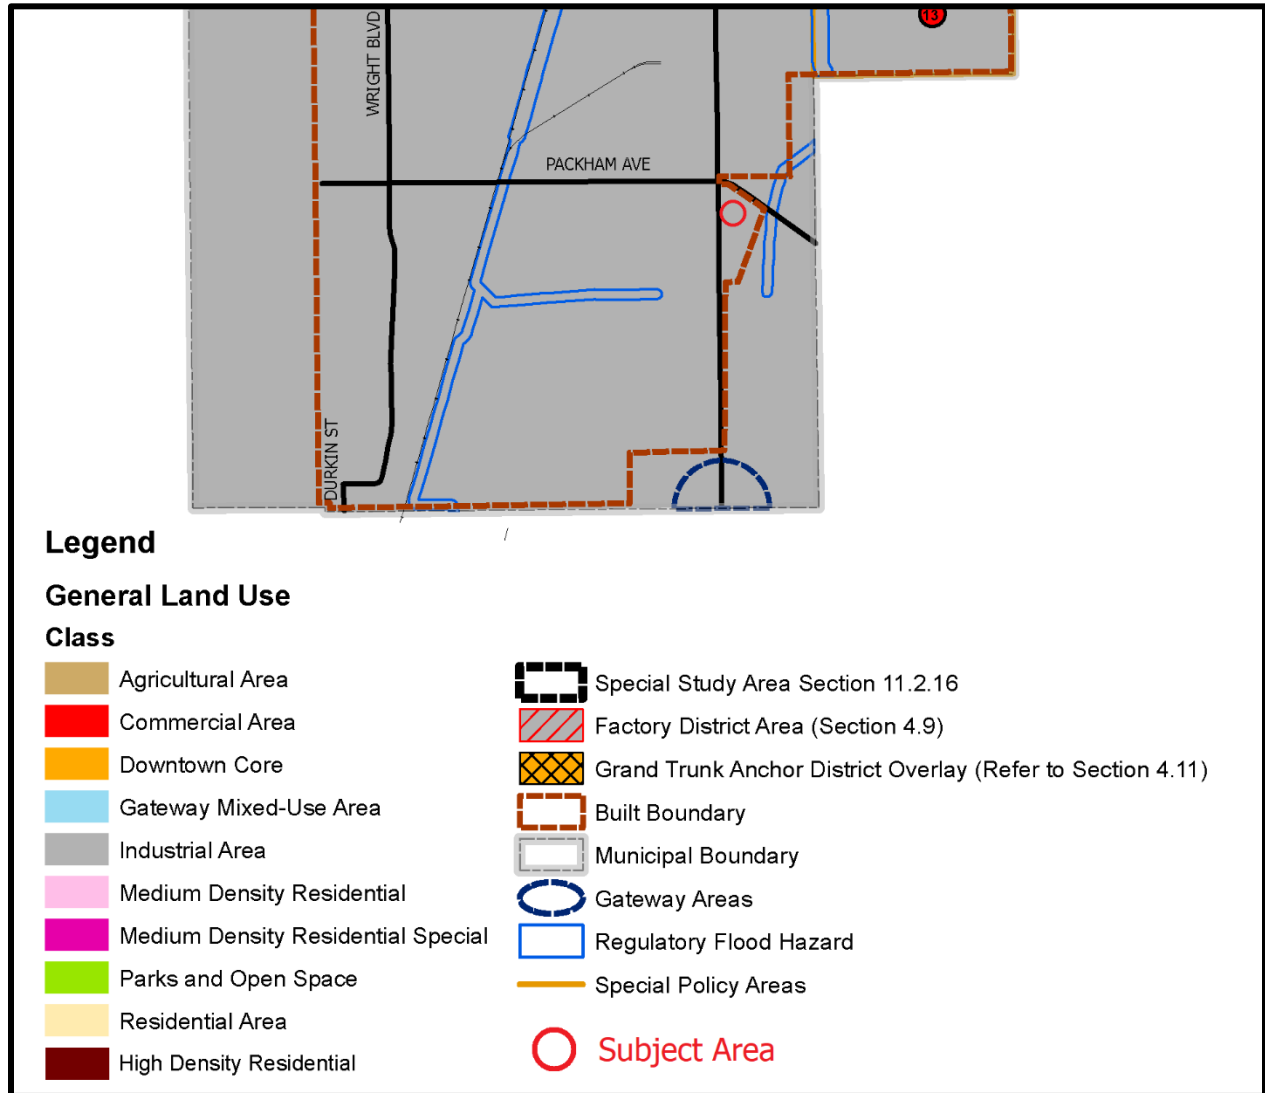 13
WRIGHT BLVD
PACKHAM AVE
DURKIN ST
Legend
General Land Use
Class
Agricultural Area
Commercial Area
Downtown Core
Gateway Mixed-Use Area
Industrial Area
Medium Density Residential
Medium Density Residential Special
Parks and Open Space
Residential Area
High Density Residential
Special Study Area Section 11.2.16
Factory District Area (Section 4.9)
Grand Trunk Anchor District Overlay (Refer to Section 4.11)
Built Boundary
Municipal Boundary
Gateway Areas
Regulatory Flood Hazard
Special Policy Areas
Subject Area